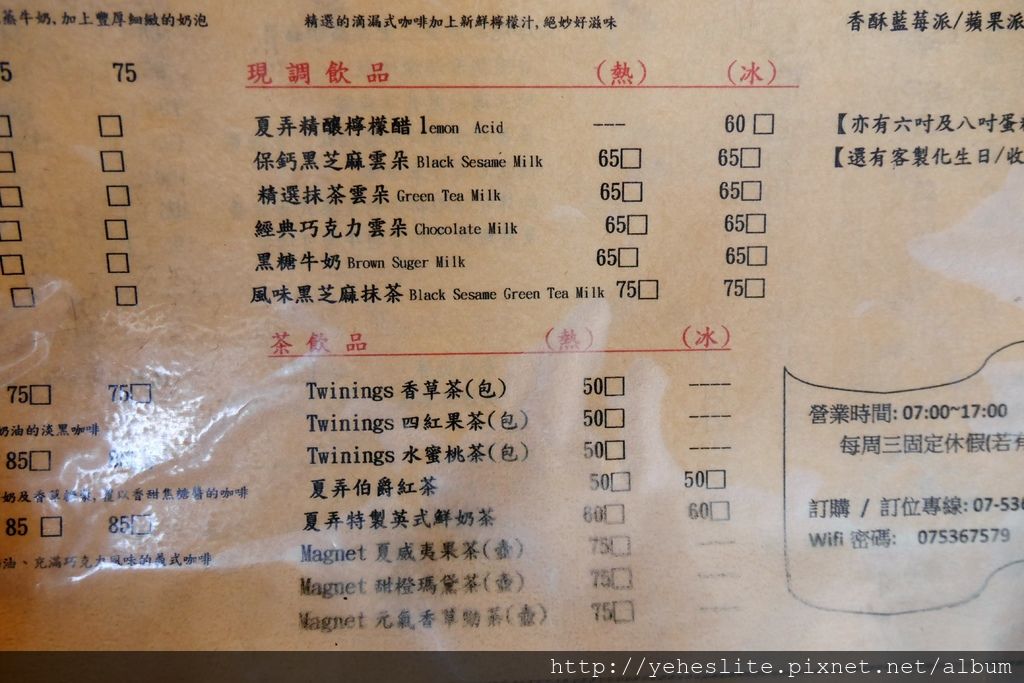 蒸牛奶,加上豐厚細緻的奶泡
精選的滴漏式咖啡加上新鮮檸檬汁,絕妙好滋味
香酥藍莓派/蘋果派
5 75
現調飲品 (熱) (冰)
夏弄精釀檸檬醋 lemon Acid --- 60 □
保鈣黑芝麻雲朵 Black Sesame Milk 65□ 65□
精選抹茶雲朵 Green Tea Milk 65□ 65□
經典巧克力雲朵 Chocolate Milk 65□ 65□
黑糖牛奶 Brown Suger Milk 65□ 65□
風味黑芝麻抹茶 Black Sesame Green Tea Milk 75□ 75□
【亦有六吋及八吋蛋糕
【還有客製化生日/收
茶飲品 (熱) (冰)
Twinings 香草茶(包) 50□ ----
Twinings 四紅果茶(包) 50□ ----
Twinings 水蜜桃茶(包) 50□ ----
夏弄伯爵紅茶 50□ 50□
夏弄特製英式鮮奶茶 60□ 60□
Magnet 夏威夷果茶(壺) 75□ ----
Magnet 甜橙瑪黛茶(壺) 75□ ----
Magnet 元氣香草勁茶(壺) 75□ ----
75□ 75□
奶油的淡黑咖啡
85□
奶及香草
以香甜焦糖醬的咖啡
85 □ 85□
油、充滿巧克力風味的義式咖啡
營業時間: 07:00~17:00
每周三固定休假(若有
訂購 / 訂位專線: 07-536
Wifi 密碼: 075367579
http://yeheslite.pixnet.net/album